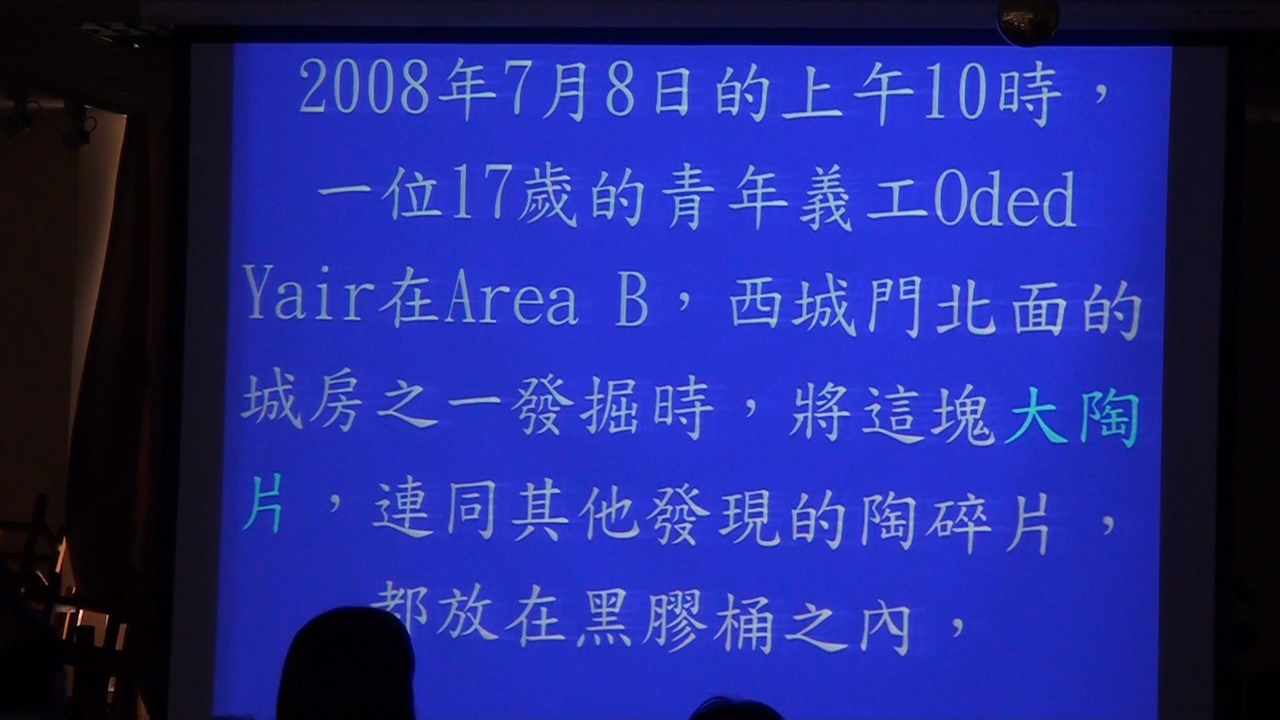 2008年7月8日的上午10時，
一位17歲的青年義工Oded
Yair在Area B，西城門北面的
城房之一發掘時，將這塊大陶
片，連同其他發現的陶碎片，
都放在黑膠桶之內，